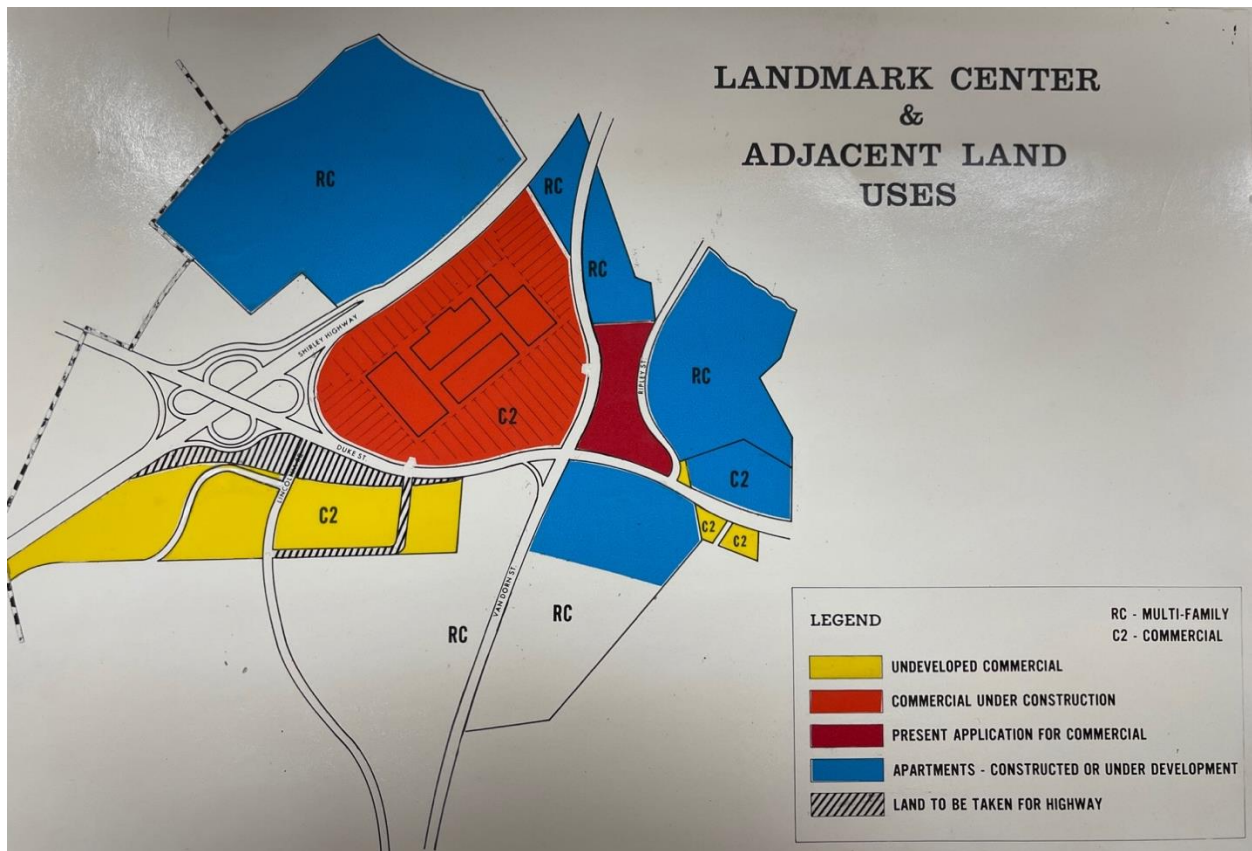 LANDMARK CENTER
&
ADJACENT LAND
USES
RC
RC
RC
SHIRLEY HIGHWAY
RIPLEY ST.
RC
C2
DUKE ST.
C2
C2
C2
C2
VAN DORN ST.
RC
RC
LEGEND
RC - MULTI-FAMILY
C2 - COMMERCIAL
UNDEVELOPED COMMERCIAL
COMMERCIAL UNDER CONSTRUCTION
PRESENT APPLICATION FOR COMMERCIAL
APARTMENTS - CONSTRUCTED OR UNDER DEVELOPMENT
LAND TO BE TAKEN FOR HIGHWAY